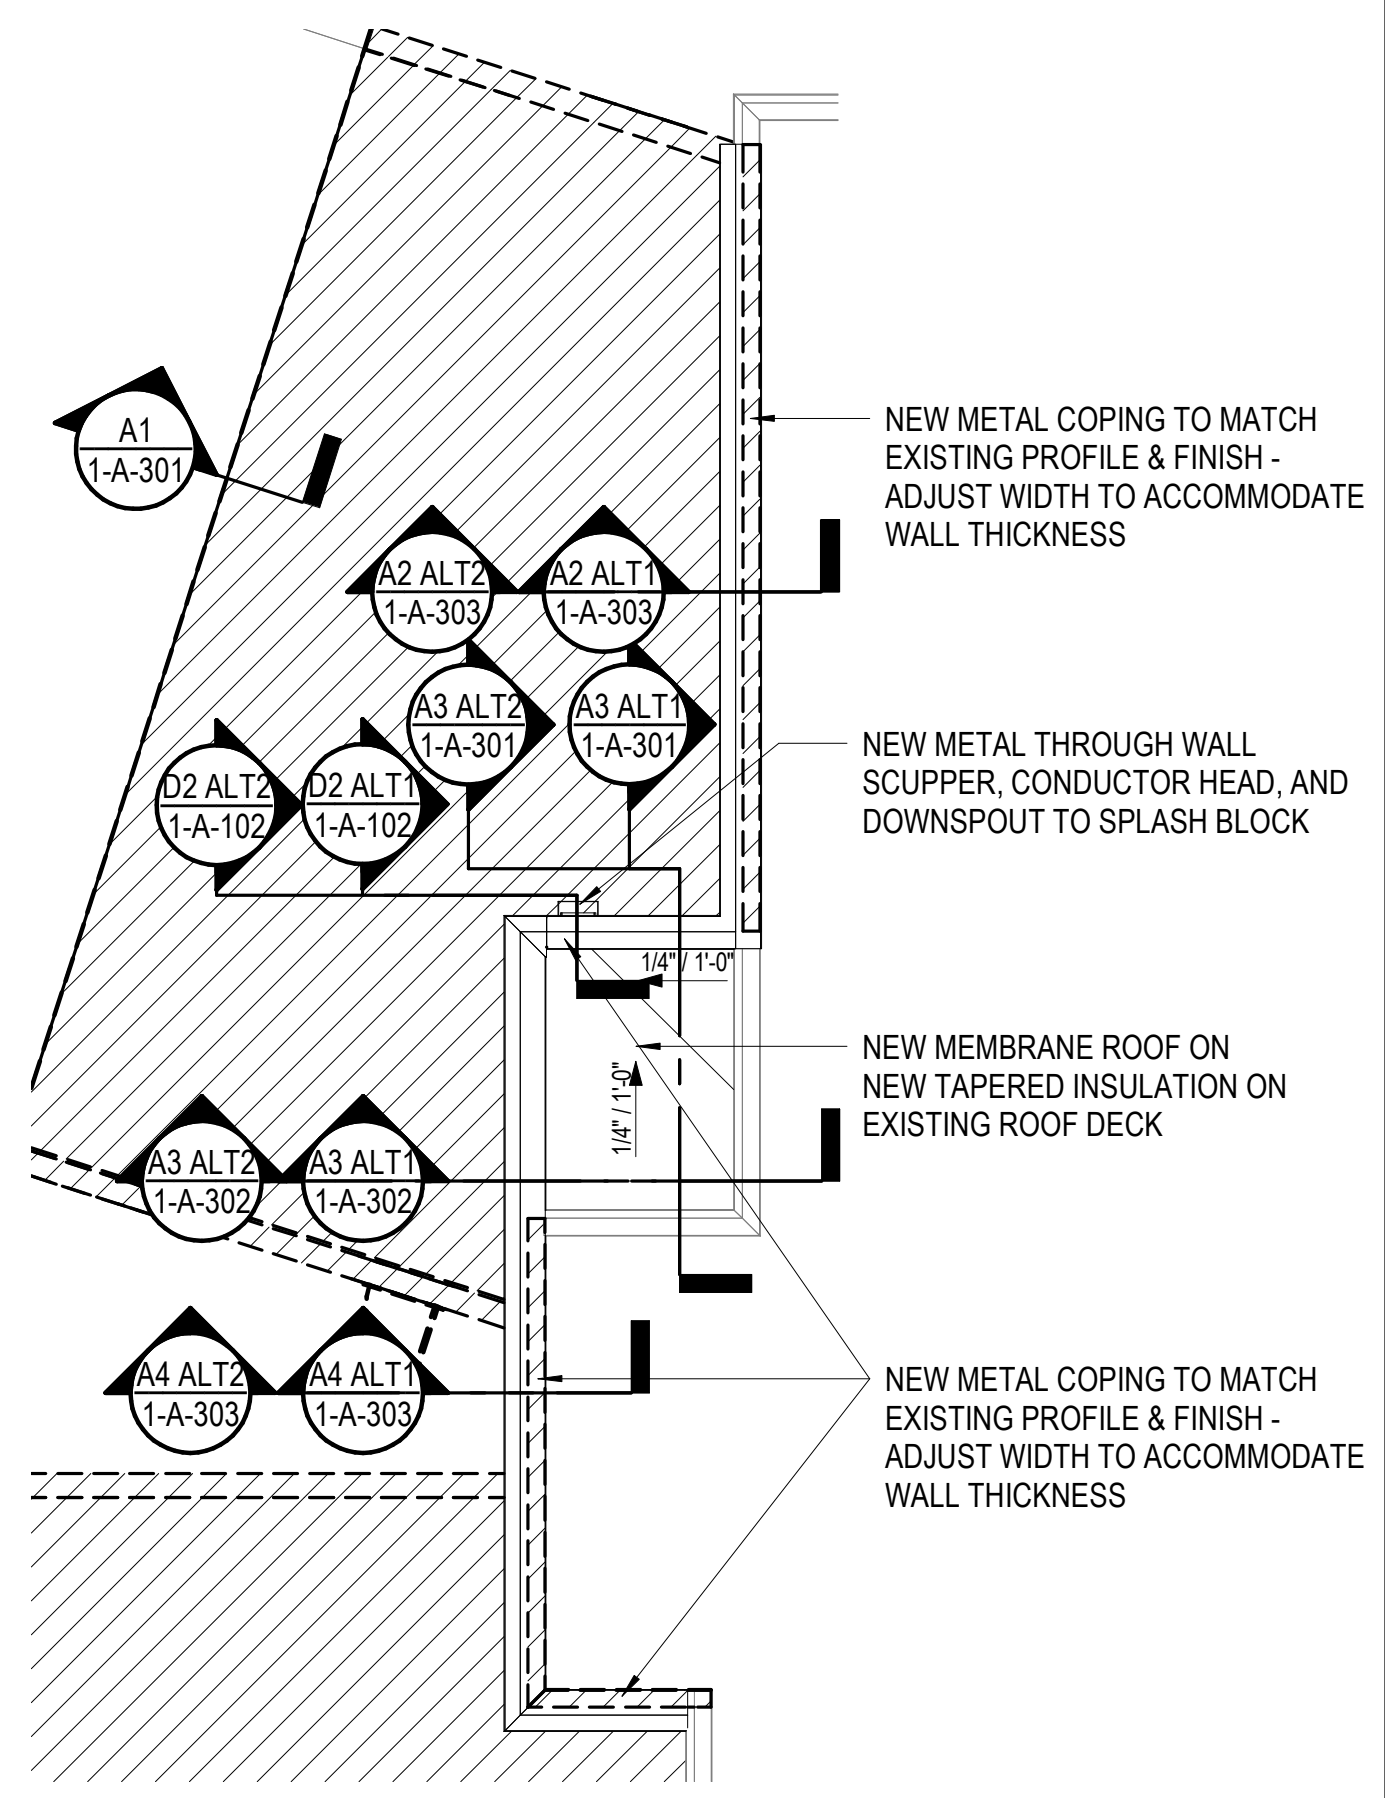 A1
1-A-301
NEW METAL COPING TO MATCH
EXISTING PROFILE & FINISH -
ADJUST WIDTH TO ACCOMMODATE
WALL THICKNESS
A2 ALT2
1-A-303
A2 ALT1
1-A-303
A3 ALT2
1-A-301
A3 ALT1
1-A-301
D2 ALT2
1-A-102
D2 ALT1
1-A-102
NEW METAL THROUGH WALL
SCUPPER, CONDUCTOR HEAD, AND
DOWNSPOUT TO SPLASH BLOCK
1/4" / 1'-0"
1/4" / 1'-0"
NEW MEMBRANE ROOF ON
NEW TAPERED INSULATION ON
EXISTING ROOF DECK
A3 ALT2
1-A-302
A3 ALT1
1-A-302
A4 ALT2
1-A-303
A4 ALT1
1-A-303
NEW METAL COPING TO MATCH
EXISTING PROFILE & FINISH -
ADJUST WIDTH TO ACCOMMODATE
WALL THICKNESS